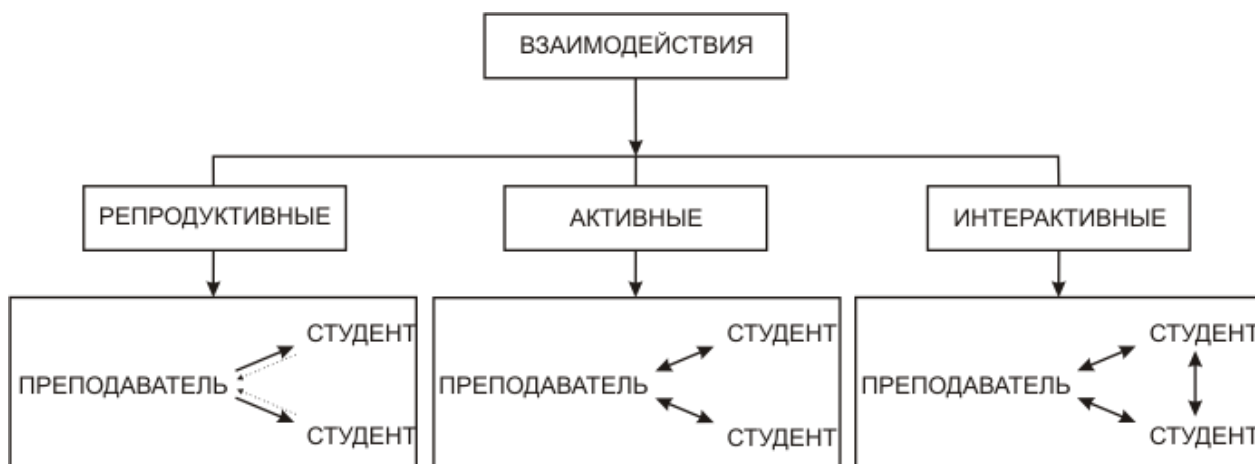 ВЗАИМОДЕЙСТВИЯ
РЕПРОДУКТИВНЫЕ
АКТИВНЫЕ
ИНТЕРАКТИВНЫЕ
СТУДЕНТ
ПРЕПОДАВАТЕЛЬ
СТУДЕНТ
СТУДЕНТ
ПРЕПОДАВАТЕЛЬ
СТУДЕНТ
СТУДЕНТ
ПРЕПОДАВАТЕЛЬ
СТУДЕНТ